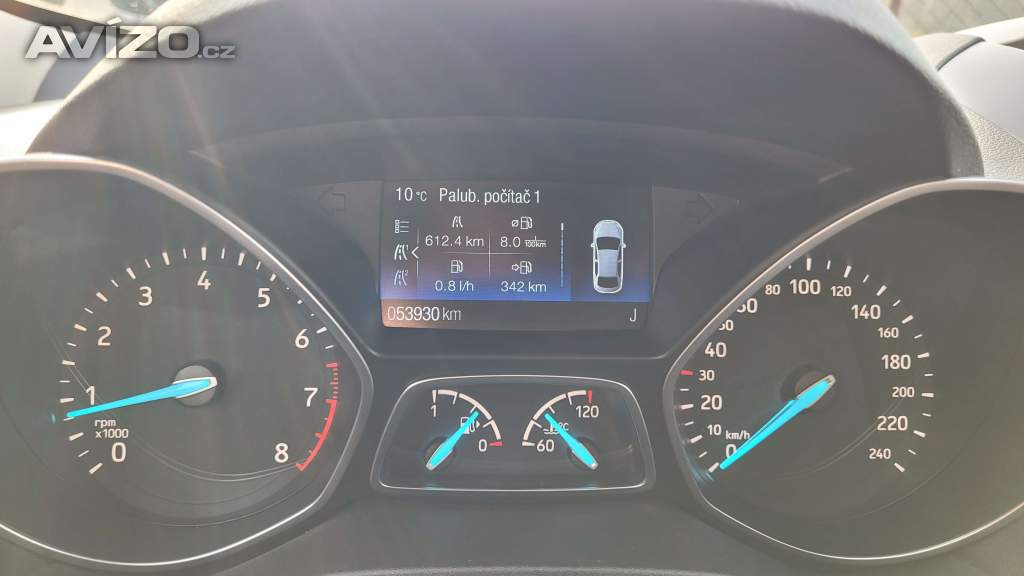 AVÍZO.cz
10 °C Palub. počítač 1
612.4 km 8.0 l/100km
0.8 l/h 342 km
053930 km J
0 1 2 3 4 5 6 7 8
rpm
x1000
1 0
60 120
°C
0 10 20 30 40 60 80 100 120 140 160 180 200 220 240
km/h